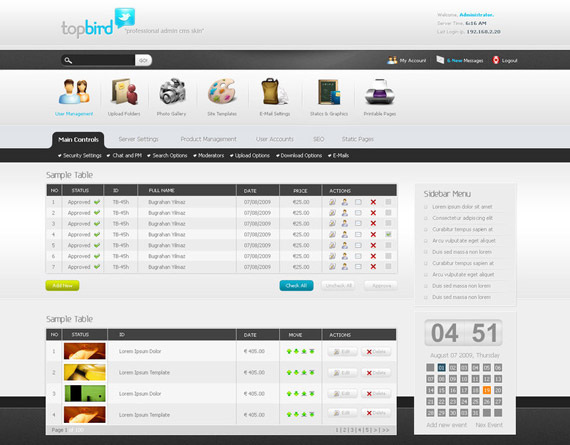 topbird
"professional admin cms skin"
Welcome, Administrator,
Server Time: 6:16 AM
Last Login ip. 192.168.2.20
GO!
My Account
6 New Messages
Logout
User Management
Upload Folders
Photo Gallery
Site Templates
E-Mail Settings
Statics & Graphics
Printable Pages
Main Controls
Server Settings
Product Management
User Accounts
SEO
Static Pages
Security Settings
Chat and PM
Search Options
Moderators
Upload Options
Download Options
E-Mails
Sample Table
NO STATUS ID FULL NAME DATE PRICE ACTIONS
1 Approved TB-45h Bugrahan Yilmaz 07/08/2009 €25.00
2 Approved TB-45h Bugrahan Yilmaz 07/08/2009 €25.00
3 Approved TB-45h Bugrahan Yilmaz 07/08/2009 €25.00
4 Approved TB-45h Bugrahan Yilmaz 07/08/2009 €25.00
5 Approved TB-45h Bugrahan Yilmaz 07/08/2009 €25.00
6 Approved TB-45h Bugrahan Yilmaz 07/08/2009 €25.00
7 Approved TB-45h Bugrahan Yilmaz 07/08/2009 €25.00
Add New
Check All
Uncheck All
Approve
Sidebar Menu
Lorem ipsum dolor sit amet
Consectetur adipiscing elit
Curabitur tempus sapien at
Arcu vulputate eget aliquet
Duis sed massa non lorem
Curabitur tempus sapien at
Arcu vulputate eget aliquet
Duis sed massa non lorem
Sample Table
NO STATUS ID DATE MOVE ACTIONS
1 Lorem Ipsum Dolor € 405.00 Edit Delete
2 Lorem Ipsum Template € 405.00 Edit Delete
3 Lorem Ipsum Dolor € 405.00 Edit Delete
4 Lorem Ipsum Template € 405.00 Edit Delete
Page 1 of 100
1 | 2 | 3 | 4 | 5 | > | >>
04 51
August 07 2009, Thursday
01 02 03 04 05 06
07 08 09 10 11 12 13
14 15 16 17 18 19 20
21 22 23 24 25 26 27
28 29 30 31
Add new event
Nex Event